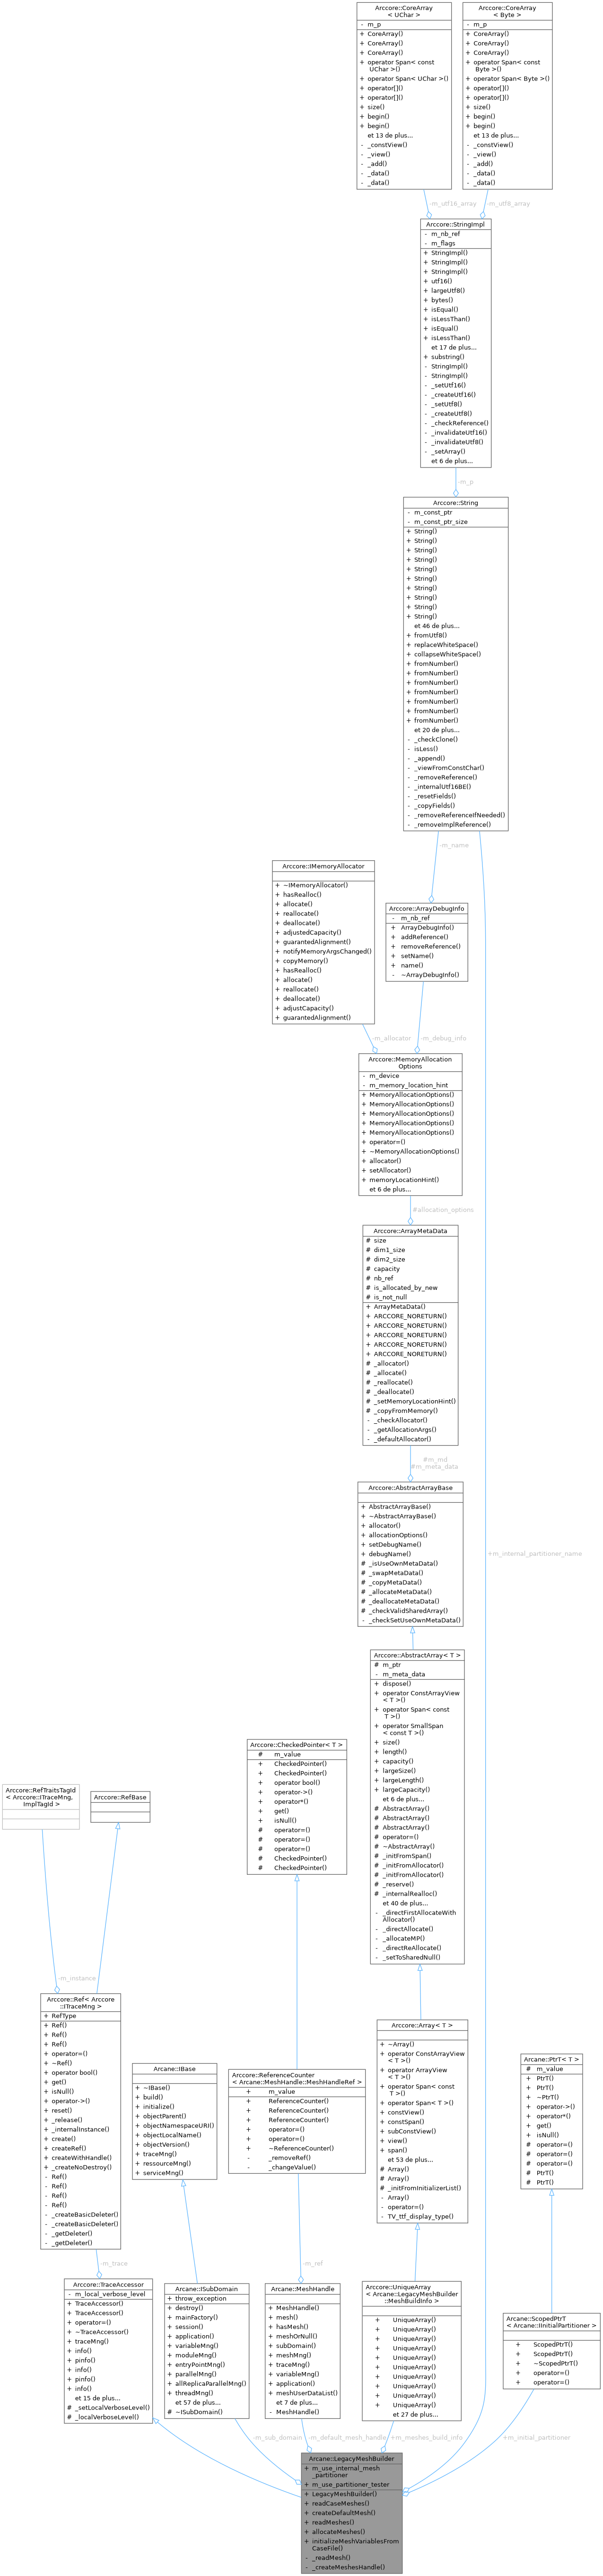 Arccore::CoreArray
< UChar >
- m_p
+ CoreArray()
+ CoreArray()
+ CoreArray()
+ operator Span< const
UChar >()
+ operator Span< UChar >()
+ operator[]()
+ operator[]()
+ size()
+ begin()
+ begin()
et 13 de plus...
- _constView()
- _view()
- _add()
- _data()
- _data()
Arccore::CoreArray
< Byte >
- m_p
+ CoreArray()
+ CoreArray()
+ CoreArray()
+ operator Span< const
Byte >()
+ operator Span< Byte >()
+ operator[]()
+ operator[]()
+ size()
+ begin()
+ begin()
et 13 de plus...
- _constView()
- _view()
- _add()
- _data()
- _data()
-m_utf16_array
-m_utf8_array
Arccore::StringImpl
- m_nb_ref
- m_flags
+ StringImpl()
+ StringImpl()
+ StringImpl()
+ utf16()
+ largeUtf8()
+ bytes()
+ isEqual()
+ isLessThan()
+ isEqual()
+ isLessThan()
et 17 de plus...
+ substring()
- StringImpl()
- StringImpl()
- _setUtf16()
- _createUtf16()
- _setUtf8()
- _createUtf8()
- _checkReference()
- _invalidateUtf16()
- _invalidateUtf8()
- _setArray()
et 6 de plus...
-m_p
Arccore::String
- m_const_ptr
- m_const_ptr_size
+ String()
+ String()
+ String()
+ String()
+ String()
+ String()
+ String()
+ String()
+ String()
+ String()
et 46 de plus...
+ fromUtf8()
+ replaceWhiteSpace()
+ collapseWhiteSpace()
+ fromNumber()
+ fromNumber()
+ fromNumber()
+ fromNumber()
+ fromNumber()
+ fromNumber()
+ fromNumber()
et 20 de plus...
- _checkClone()
- isLess()
- _append()
- _viewFromConstChar()
- _removeReference()
- _internalUtf16BE()
- _resetFields()
- _copyFields()
- _removeReferenceIfNeeded()
- _removeImplReference()
-m_name
Arccore::IMemoryAllocator
+ ~IMemoryAllocator()
+ hasRealloc()
+ allocate()
+ reallocate()
+ deallocate()
+ adjustedCapacity()
+ guarantedAlignment()
+ notifyMemoryArgsChanged()
+ copyMemory()
+ hasRealloc()
+ allocate()
+ reallocate()
+ deallocate()
+ adjustCapacity()
+ guarantedAlignment()
Arccore::ArrayDebugInfo
- m_nb_ref
+ ArrayDebugInfo()
+ addReference()
+ removeReference()
+ setName()
+ name()
- ~ArrayDebugInfo()
-m_allocator
-m_debug_info
Arccore::MemoryAllocation
Options
- m_device
- m_memory_location_hint
+ MemoryAllocationOptions()
+ MemoryAllocationOptions()
+ MemoryAllocationOptions()
+ MemoryAllocationOptions()
+ MemoryAllocationOptions()
+ operator=()
+ ~MemoryAllocationOptions()
+ allocator()
+ setAllocator()
+ memoryLocationHint()
et 6 de plus...
#allocation_options
Arccore::ArrayMetaData
# size
# dim1_size
# dim2_size
# capacity
# nb_ref
# is_allocated_by_new
# is_not_null
+ ArrayMetaData()
+ ARCCORE_NORETURN()
+ ARCCORE_NORETURN()
+ ARCCORE_NORETURN()
+ ARCCORE_NORETURN()
+ ARCCORE_NORETURN()
# _allocator()
# _allocate()
# _reallocate()
# _deallocate()
# _setMemoryLocationHint()
# _copyFromMemory()
- _checkAllocator()
- _getAllocationArgs()
- _defaultAllocator()
#m_md
#m_meta_data
Arccore::AbstractArrayBase
+ AbstractArrayBase()
+ ~AbstractArrayBase()
+ allocator()
+ allocationOptions()
+ setDebugName()
+ debugName()
# _isUseOwnMetaData()
# _swapMetaData()
# _copyMetaData()
# _allocateMetaData()
# _deallocateMetaData()
# _checkValidSharedArray()
- _checkSetUseOwnMetaData()
+m_internal_partitioner_name
Arccore::AbstractArray< T >
# m_ptr
- m_meta_data
+ dispose()
+ operator ConstArrayView
< T >()
+ operator Span< const
T >()
+ operator SmallSpan
< const T >()
+ size()
+ length()
+ capacity()
+ largeSize()
+ largeLength()
+ largeCapacity()
et 6 de plus...
# AbstractArray()
# AbstractArray()
# AbstractArray()
# operator=()
# ~AbstractArray()
# _initFromSpan()
# _initFromAllocator()
# _initFromAllocator()
# _reserve()
# _internalRealloc()
et 40 de plus...
- _directFirstAllocateWith
Allocator()
- _directAllocate()
- _allocateMP()
- _directReAllocate()
- _setToSharedNull()
Arccore::CheckedPointer< T >
# m_value
+ CheckedPointer()
+ CheckedPointer()
+ operator bool()
+ operator->()
+ operator*()
+ get()
+ isNull()
# operator=()
# operator=()
# operator=()
# CheckedPointer()
# CheckedPointer()
Arccore::RefTraitsTagId
< Arccore::ITraceMng,
ImplTagId >
Arccore::RefBase
-m_instance
Arccore::Ref< Arccore
::ITraceMng >
+ RefType
+ Ref()
+ Ref()
+ Ref()
+ operator=()
+ ~Ref()
+ operator bool()
+ get()
+ isNull()
+ operator->()
+ reset()
- _release()
- _internalInstance()
+ create()
+ createRef()
+ createWithHandle()
+ _createNoDestroy()
- Ref()
- Ref()
- Ref()
- Ref()
- _createBasicDeleter()
- _createBasicDeleter()
- _getDeleter()
- _getDeleter()
Arcane::IBase
+ ~IBase()
+ build()
+ initialize()
+ objectParent()
+ objectNamespaceURI()
+ objectLocalName()
+ objectVersion()
+ traceMng()
+ ressourceMng()
+ serviceMng()
Arccore::ReferenceCounter
< Arcane::MeshHandle::MeshHandleRef >
+ m_value
+ ReferenceCounter()
+ ReferenceCounter()
+ ReferenceCounter()
+ operator=()
+ operator=()
+ ~ReferenceCounter()
- _removeRef()
- _changeValue()
Arccore::Array< T >
+ ~Array()
+ operator ConstArrayView
< T >()
+ operator ArrayView
< T >()
+ operator Span< const
T >()
+ operator Span< T >()
+ constView()
+ constSpan()
+ subConstView()
+ view()
+ span()
et 53 de plus...
# Array()
# Array()
# _initFromInitializerList()
- Array()
- operator=()
- TV_ttf_display_type()
Arcane::PtrT< T >
# m_value
+ PtrT()
+ PtrT()
+ ~PtrT()
+ operator->()
+ operator*()
+ get()
+ isNull()
# operator=()
# operator=()
# operator=()
# PtrT()
# PtrT()
-m_trace
-m_ref
Arccore::TraceAccessor
- m_local_verbose_level
+ TraceAccessor()
+ TraceAccessor()
+ operator=()
+ ~TraceAccessor()
+ traceMng()
+ info()
+ pinfo()
+ info()
+ pinfo()
+ info()
et 15 de plus...
# _setLocalVerboseLevel()
# _localVerboseLevel()
Arcane::ISubDomain
+ throw_exception
+ destroy()
+ mainFactory()
+ session()
+ application()
+ variableMng()
+ moduleMng()
+ entryPointMng()
+ parallelMng()
+ allReplicaParallelMng()
+ threadMng()
et 57 de plus...
# ~ISubDomain()
Arcane::MeshHandle
+ MeshHandle()
+ mesh()
+ hasMesh()
+ meshOrNull()
+ subDomain()
+ meshMng()
+ traceMng()
+ variableMng()
+ application()
+ meshUserDataList()
et 7 de plus...
- MeshHandle()
Arccore::UniqueArray
< Arcane::LegacyMeshBuilder
::MeshBuildInfo >
+ UniqueArray()
+ UniqueArray()
+ UniqueArray()
+ UniqueArray()
+ UniqueArray()
+ UniqueArray()
+ UniqueArray()
+ UniqueArray()
+ UniqueArray()
+ UniqueArray()
et 27 de plus...
Arcane::ScopedPtrT
< Arcane::IInitialPartitioner >
+ ScopedPtrT()
+ ScopedPtrT()
+ ~ScopedPtrT()
+ operator=()
+ operator=()
-m_sub_domain
-m_default_mesh_handle
+m_meshes_build_info
+m_initial_partitioner
Arcane::LegacyMeshBuilder
+ m_use_internal_mesh
_partitioner
+ m_use_partitioner_tester
+ LegacyMeshBuilder()
+ readCaseMeshes()
+ createDefaultMesh()
+ readMeshes()
+ allocateMeshes()
+ initializeMeshVariablesFrom
CaseFile()
- _readMesh()
- _createMeshesHandle()